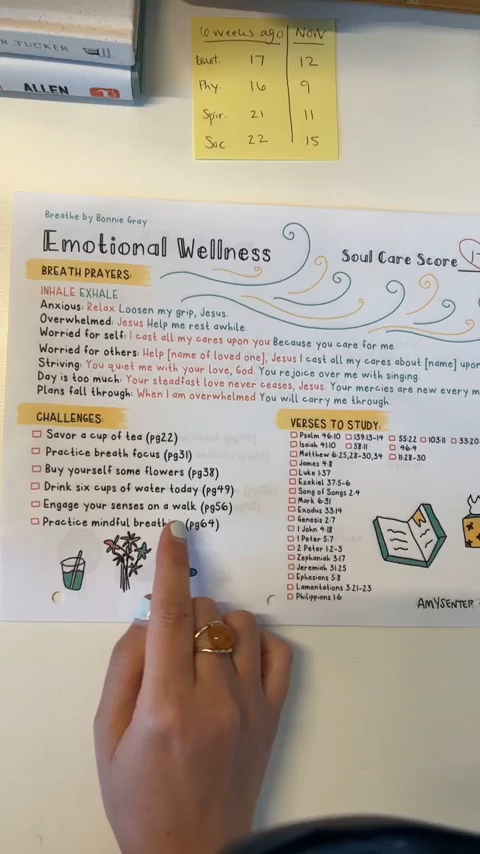 R TUCKER
ALLEN
6 weeks ago NOW
Emot. 17 12
Phy. 16 9
Spir. 21 11
Soc. 22 15
Breathe by Bonnie Gray
Emotional Wellness
Soul Care Score
BREATH PRAYERS:
INHALE EXHALE
Anxious: Relax Loosen my grip, Jesus.
Overwhelmed: Jesus Help me rest awhile.
Worried for self: I cast all my cares upon you Because you care for me.
Worried for others: Help [name of loved one], Jesus I cast all my cares about [name] upon
Striving: You quiet me with your love, God. You rejoice over me with singing.
Day is too much: Your steadfast love never ceases, Jesus. Your mercies are new every m
Plans fall through: When I am overwhelmed You will carry me through.
CHALLENGES:
Savor a cup of tea (pg22)
Practice breath focus (pg31)
Buy yourself some flowers (pg38)
Drink six cups of water today (pg49)
Engage your senses on a walk (pg56)
Practice mindful breath (pg64)
VERSES TO STUDY:
Psalm 46:10 139:13-14 55:22 103:11 33:20
Isaiah 41:10 58:11 46:4
Matthew 6:25,28-30,34 11:28-30
James 4:8
Luke 1:37
Ezekiel 37:5-6
Song of Songs 2:4
Mark 6:31
Exodus 33:14
Genesis 2:7
1 John 4:18
1 Peter 5:7
2 Peter 1:2-3
Zephaniah 3:17
Jeremiah 31:25
Ephesians 5:8
Lamentations 3:21-23
Philippians 1:6
AMYSENTER